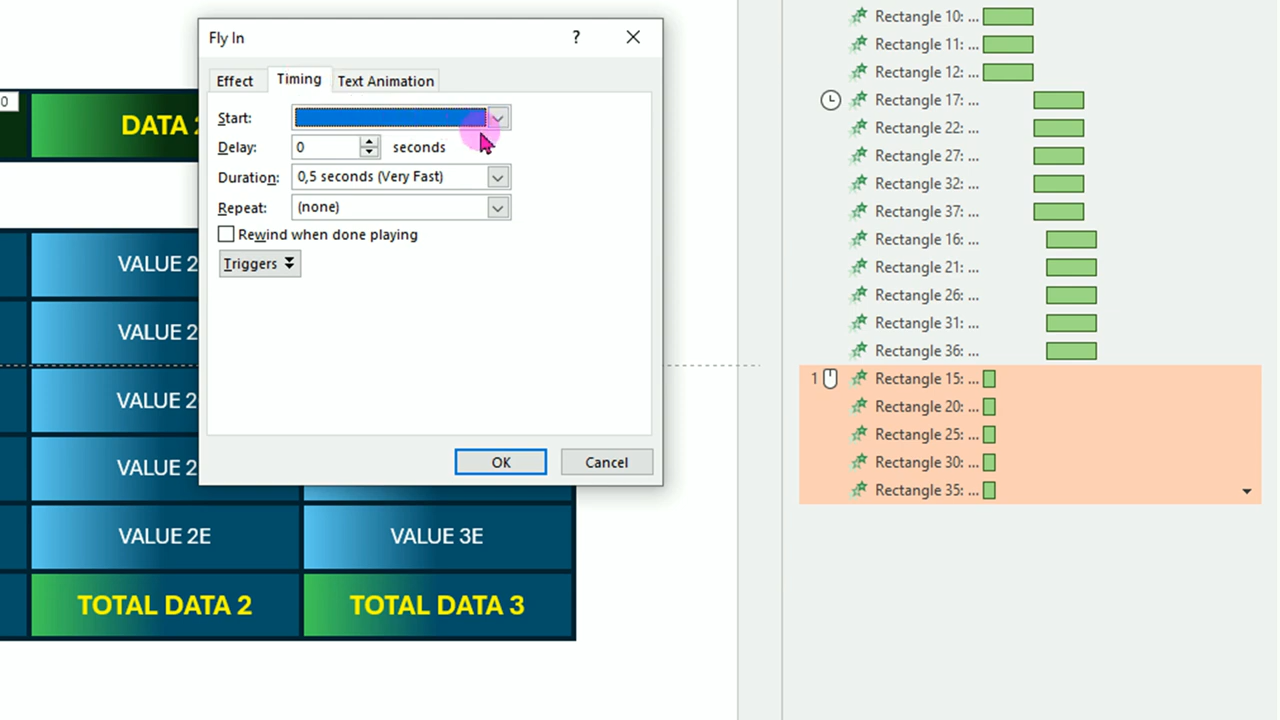 Fly In
?
Effect
Timing
Text Animation
Start:
Delay:
0
seconds
Duration:
0,5 seconds (Very Fast)
Repeat:
(none)
Rewind when done playing
Triggers
OK
Cancel
0
DATA 2
VALUE 2
VALUE 2
VALUE 2
VALUE 2
VALUE 2E
VALUE 3E
TOTAL DATA 2
TOTAL DATA 3
Rectangle 10: ...
Rectangle 11: ...
Rectangle 12: ...
Rectangle 17: ...
Rectangle 22: ...
Rectangle 27: ...
Rectangle 32: ...
Rectangle 37: ...
Rectangle 16: ...
Rectangle 21: ...
Rectangle 26: ...
Rectangle 31: ...
Rectangle 36: ...
1 Rectangle 15: ...
Rectangle 20: ...
Rectangle 25: ...
Rectangle 30: ...
Rectangle 35: ...